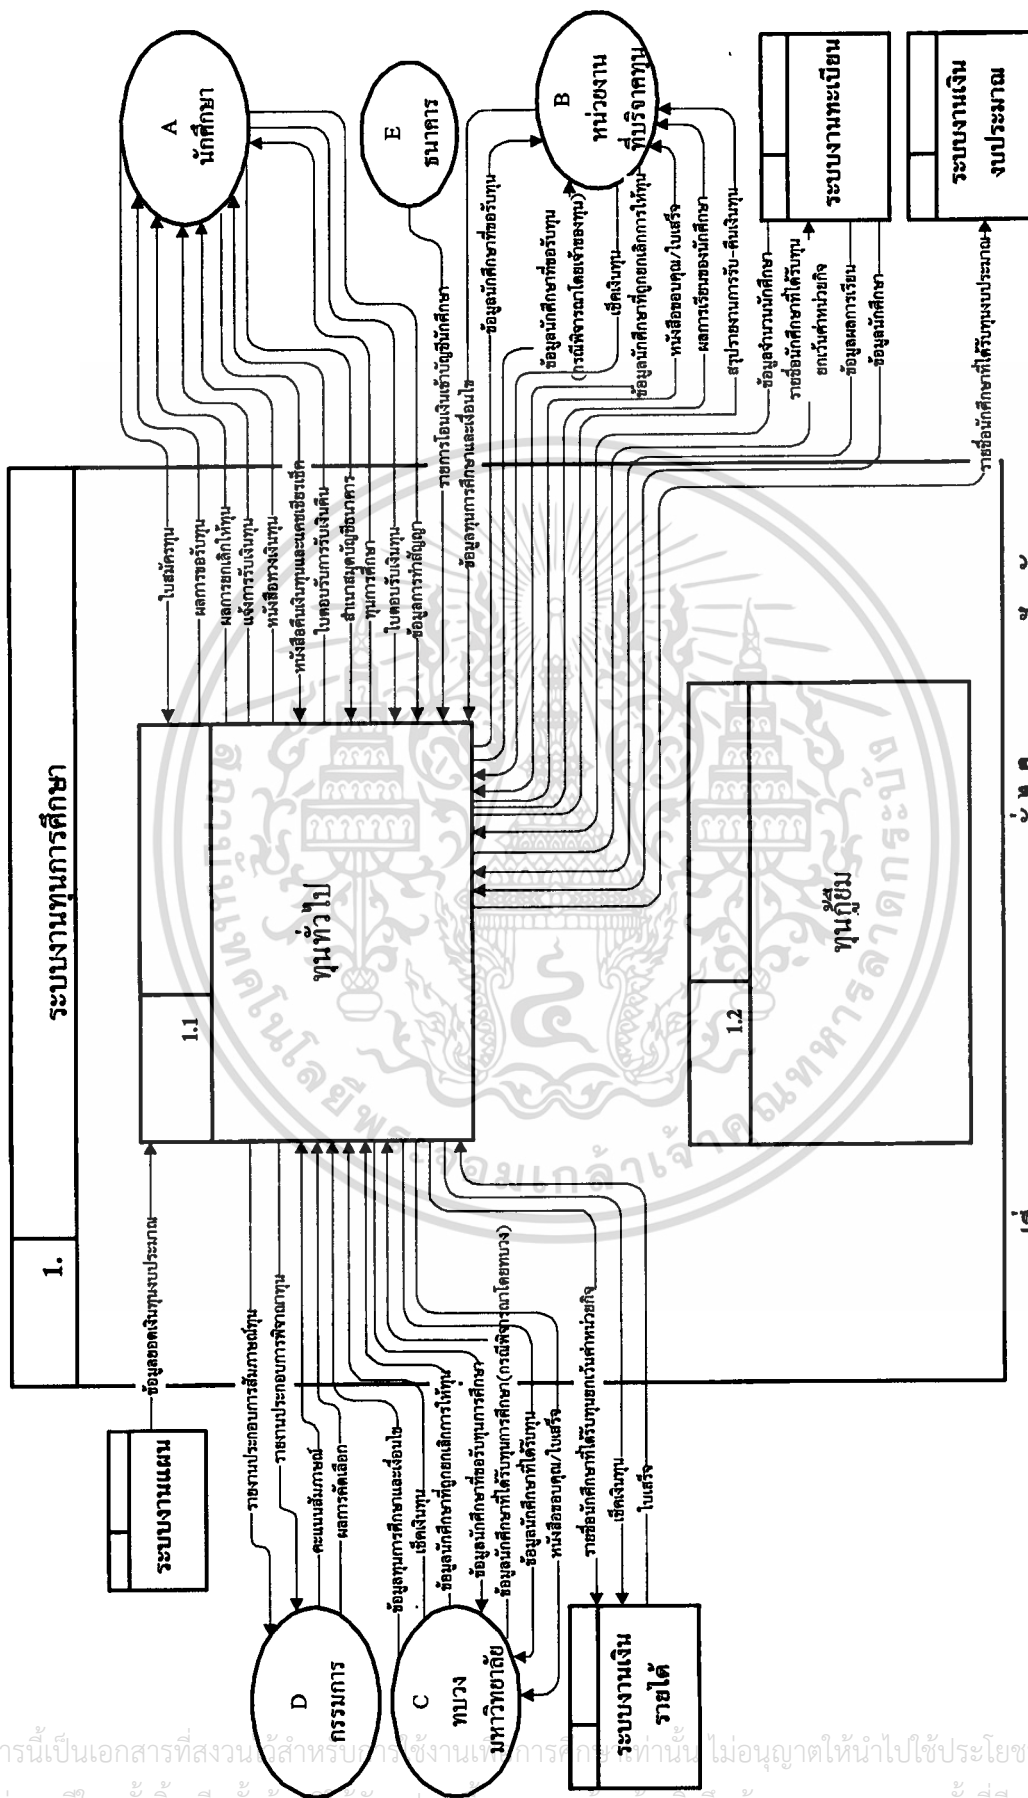 1.
ระบบงานทุนการศึกษา
1.1
ทุนทั่วไป
1.2
ทุนกู้ยืม
A
นักศึกษา
E
ธนาคาร
B
หน่วยงาน
ที่บริจาคทุน
ระบบงานทะเบียน
ระบบงานเงิน
งบประมาณ
ระบบงานแผน
D
กรรมการ
C
ทบวง
มหาวิทยาลัย
ระบบงานเงิน
รายได้
ใบสมัครทุน
ผลการขอรับทุน
ผลการยกเลิกให้ทุน
แจ้งการรับเงินทุน
หนังสือทวงเงินทุน
หนังสือคืนเงินทุนและแคชเชียรเช็ค
ใบตอบรับการรับเงินคืน
สำเนาสมุดบัญชีธนาคาร
ทุนการศึกษา
ใบตอบรับเงินทุน
ข้อมูลการทำสัญญา
รายการโอนเงินเข้าบัญชีนักศึกษา
ข้อมูลทุนการศึกษาและเงื่อนไข
ข้อมูลนักศึกษาที่ขอรับทุน
ข้อมูลนักศึกษาที่ขอรับทุน
(กรณีพิจารณาโดยเจ้าของทุน)
เช็คเงินทุน
ข้อมูลนักศึกษาที่ถูกยกเลิกการให้ทุน
หนังสือขอบคุณ/ใบเสร็จ
ผลการเรียนของนักศึกษา
สรุปรายงานการรับ-คืนเงินทุน
ข้อมูลจำนวนนักศึกษา
รายชื่อนักศึกษาที่ได้รับทุน
ยกเว้นค่าหน่วยกิจ
ข้อมูลผลการเรียน
ข้อมูลนักศึกษา
รายชื่อนักศึกษาที่ได้รับทุนงบประมาณ
ข้อมูลยอดเงินทุนงบประมาณ
รายงานประกอบการสัมภาษณ์ทุน
รายงานประกอบการพิจาณาทุน
คะแนนสัมภาษณ์
ผลการคัดเลือก
ข้อมูลทุนการศึกษาและเงื่อนไข
เช็คเงินทุน
ข้อมูลนักศึกษาที่ถูกยกเลิกการให้ทุน
ข้อมูลนักศึกษาที่ขอรับทุนการศึกษา
ข้อมูลนักศึกษาที่ได้รับทุนการศึกษา(กรณีพิจารณาโดยทบวง)
ข้อมูลนักศึกษาที่ได้รับทุน
หนังสือขอบคุณ/ใบเสร็จ
รายชื่อนักศึกษาที่ได้รับทุนยกเว้นค่าหน่วยกิจ
เช็คเงินทุน
ใบเสร็จ
พระจอมเกล้าเจ้าคุณทหารลาดกระบัง